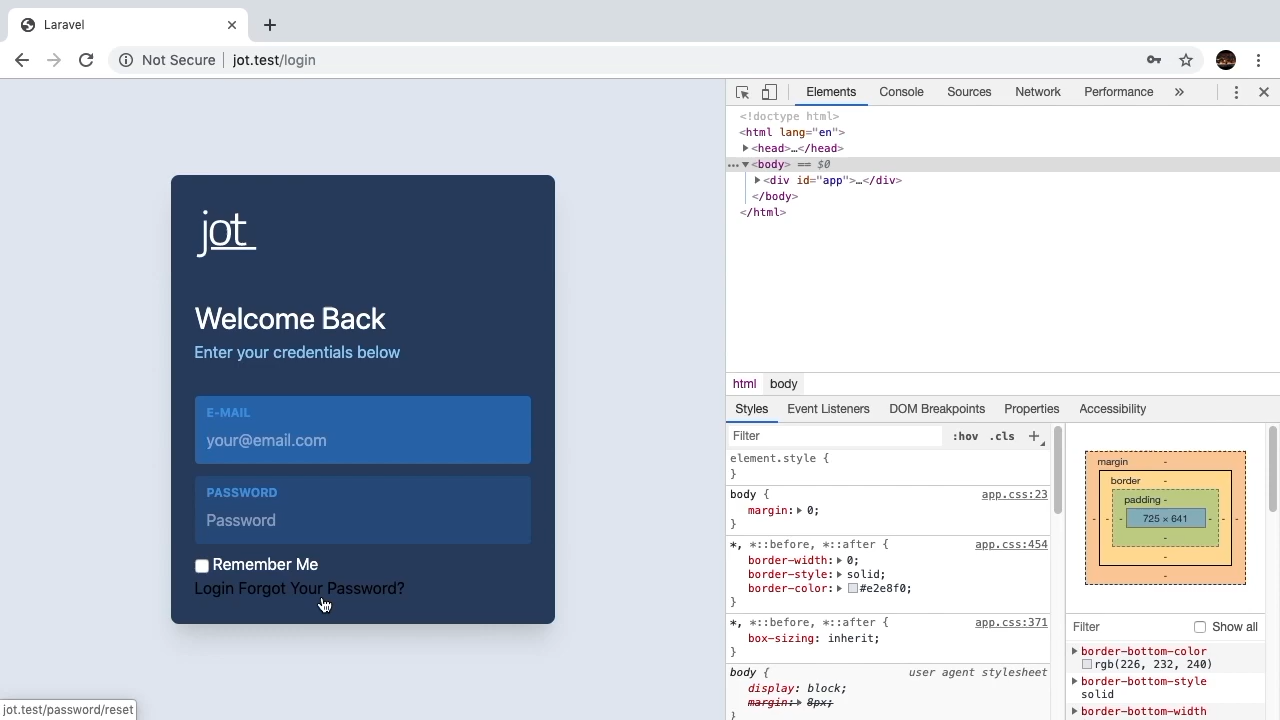 Laravel
Not Secure jot.test/login
Elements Console Sources Network Performance »
<!doctype html>
<html lang="en">
<head>…</head>
<body> == $0
<div id="app">…</div>
</body>
</html>
jot
Welcome Back
Enter your credentials below
E-MAIL
your@email.com
PASSWORD
Password
Remember Me
Login Forgot Your Password?
jot.test/password/reset
html body
Styles Event Listeners DOM Breakpoints Properties Accessibility
Filter :hov .cls +
element.style {
}
body { app.css:23
margin: 0;
}
*, *::before, *::after { app.css:454
border-width: 0;
border-style: solid;
border-color: #e2e8f0;
}
*, *::before, *::after { app.css:371
box-sizing: inherit;
}
body { user agent stylesheet
display: block;
margin: 8px;
}
margin -
border -
padding -
- - - 725 × 641 - - -
-
-
-
Filter Show all
border-bottom-color
rgb(226, 232, 240)
border-bottom-style
solid
border-bottom-width